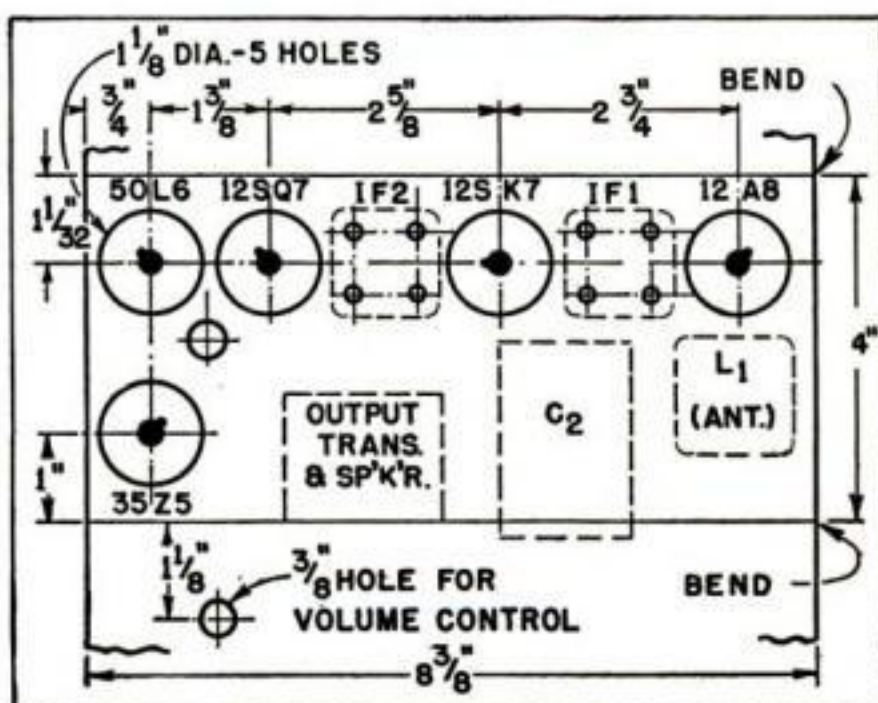 1 1/8" DIA.-5 HOLES
BEND
3/4"
1 3/8"
2 5/8"
2 3/4"
50L6
12SQ7
IF2
12SK7
IF1
12A8
1 1/32"
4"
L1
(ANT.)
C2
OUTPUT
TRANS.
& SP'K'R.
1"
35Z5
1 1/8"
3/8" HOLE FOR
VOLUME CONTROL
BEND
8 3/8"